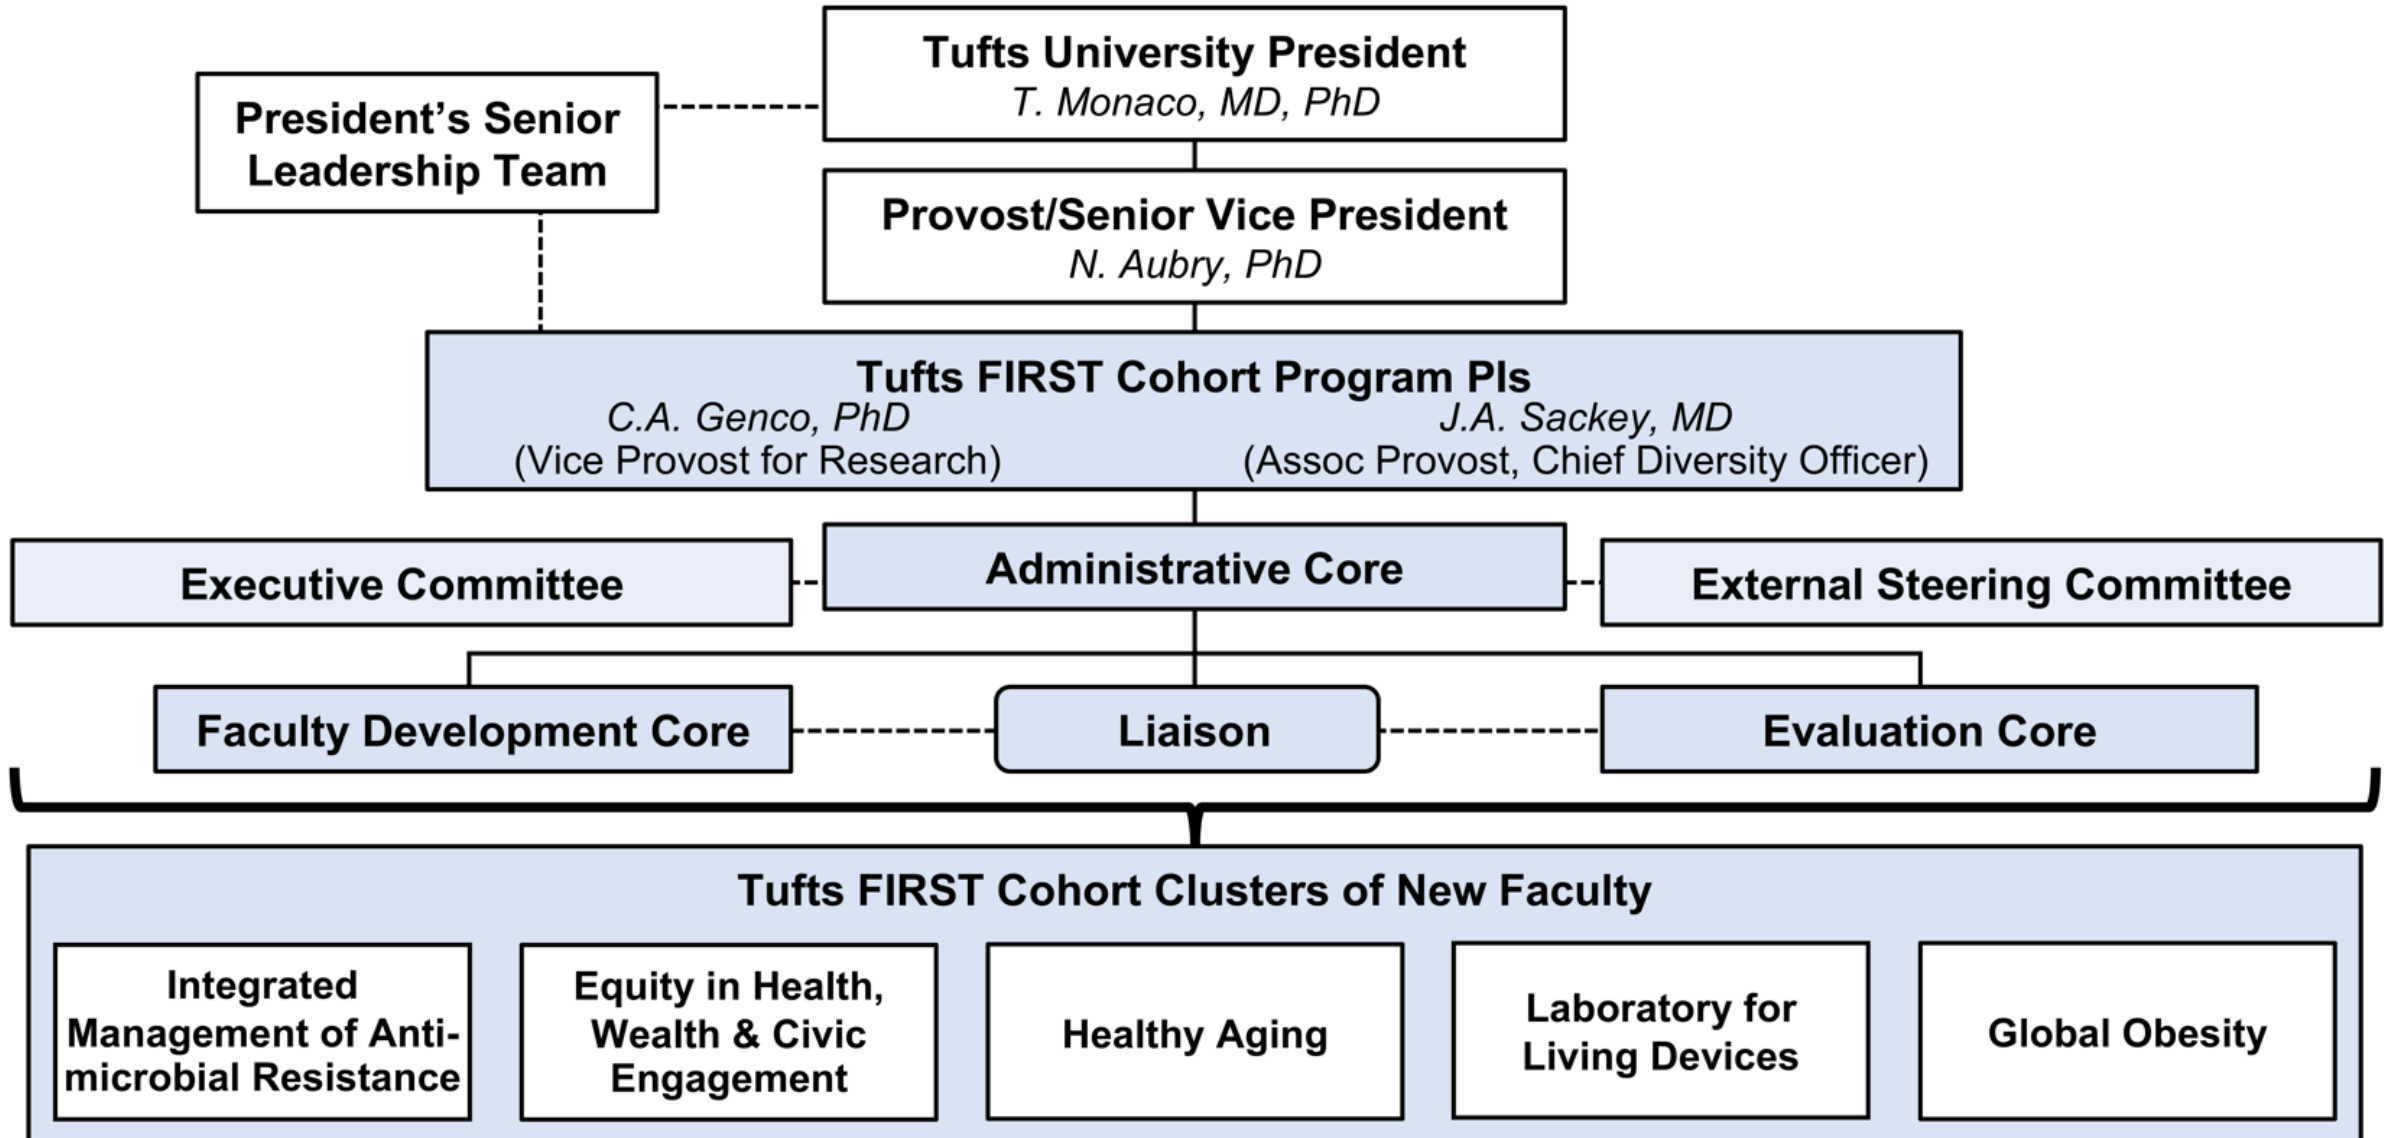 Tufts University President
T. Monaco, MD, PhD
President’s Senior
Leadership Team
Provost/Senior Vice President
N. Aubry, PhD
Tufts FIRST Cohort Program PIs
C.A. Genco, PhD
(Vice Provost for Research)
J.A. Sackey, MD
(Assoc Provost, Chief Diversity Officer)
Executive Committee
Administrative Core
External Steering Committee
Faculty Development Core
Liaison
Evaluation Core
Tufts FIRST Cohort Clusters of New Faculty
Integrated
Management of Anti-
microbial Resistance
Equity in Health,
Wealth & Civic
Engagement
Healthy Aging
Laboratory for
Living Devices
Global Obesity